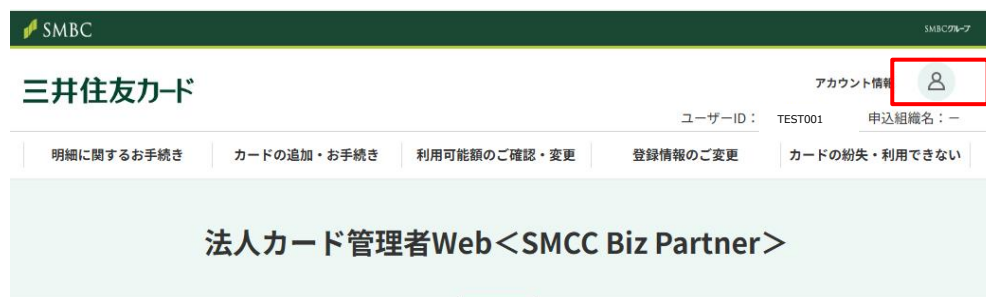 SMBC
SMBCグループ
三井住友カード
アカウント情報
ユーザーID： TEST001 申込組織名：－
明細に関するお手続き カードの追加・お手続き 利用可能額のご確認・変更 登録情報のご変更 カードの紛失・利用できない
法人カード管理者Web＜SMCC Biz Partner＞